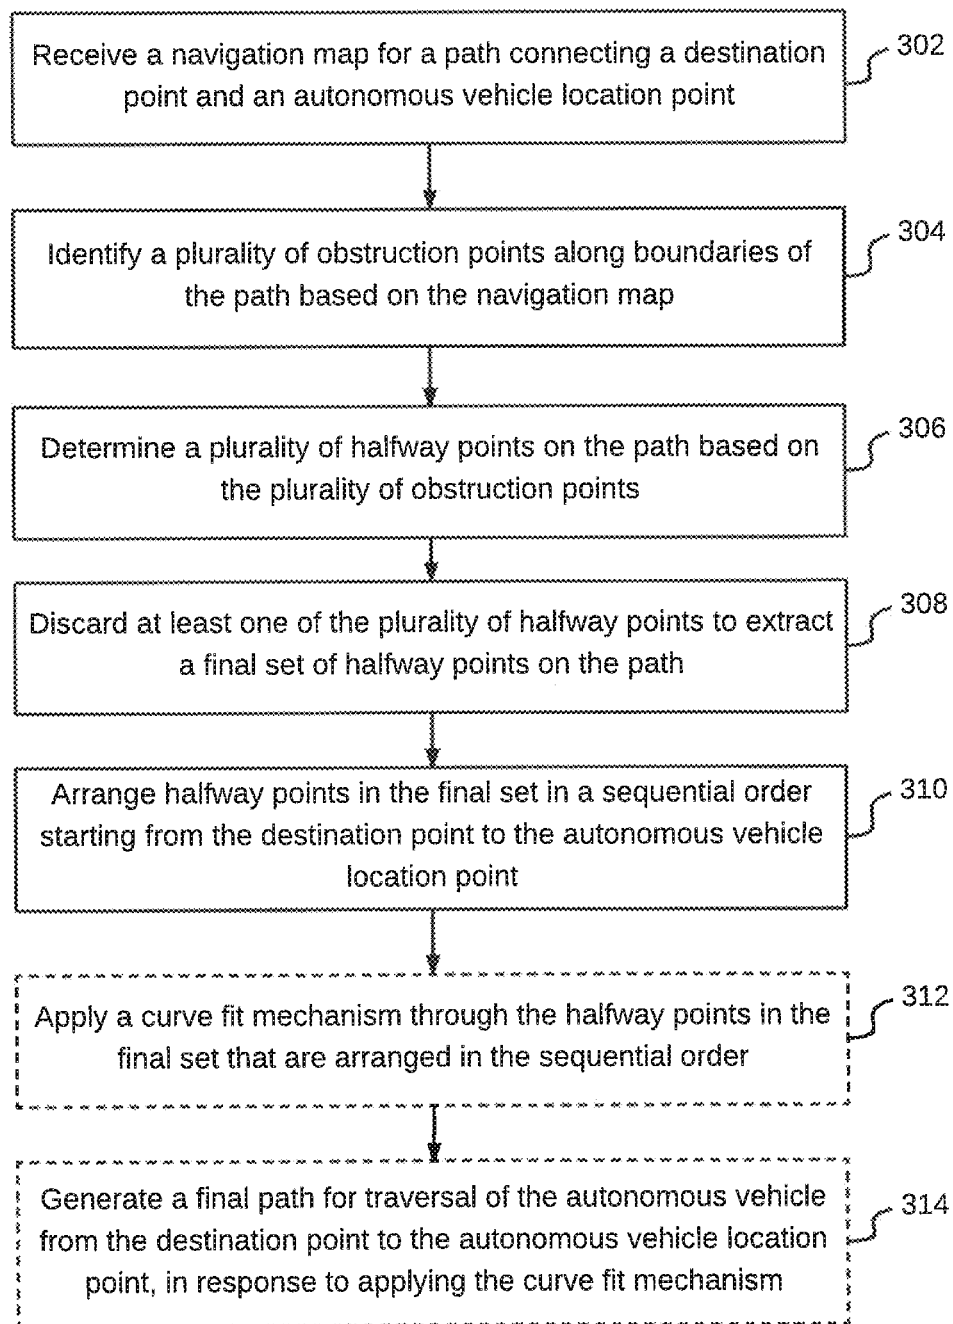 Receive a navigation map for a path connecting a destination
point and an autonomous vehicle location point
302
Identify a plurality of obstruction points along boundaries of
the path based on the navigation map
304
Determine a plurality of halfway points on the path based on
the plurality of obstruction points
306
Discard at least one of the plurality of halfway points to extract
a final set of halfway points on the path
308
Arrange halfway points in the final set in a sequential order
starting from the destination point to the autonomous vehicle
location point
310
Apply a curve fit mechanism through the halfway points in the
final set that are arranged in the sequential order
312
Generate a final path for traversal of the autonomous vehicle
from the destination point to the autonomous vehicle location
point, in response to applying the curve fit mechanism
314